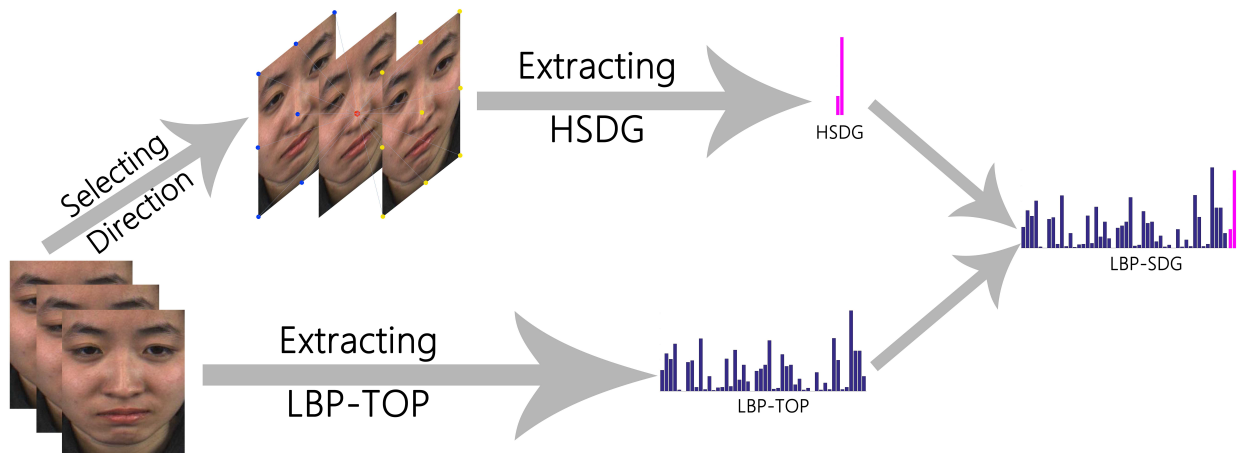 Selecting
Direction
Extracting
HSDG
HSDG
LBP-SDG
Extracting
LBP-TOP
LBP-TOP